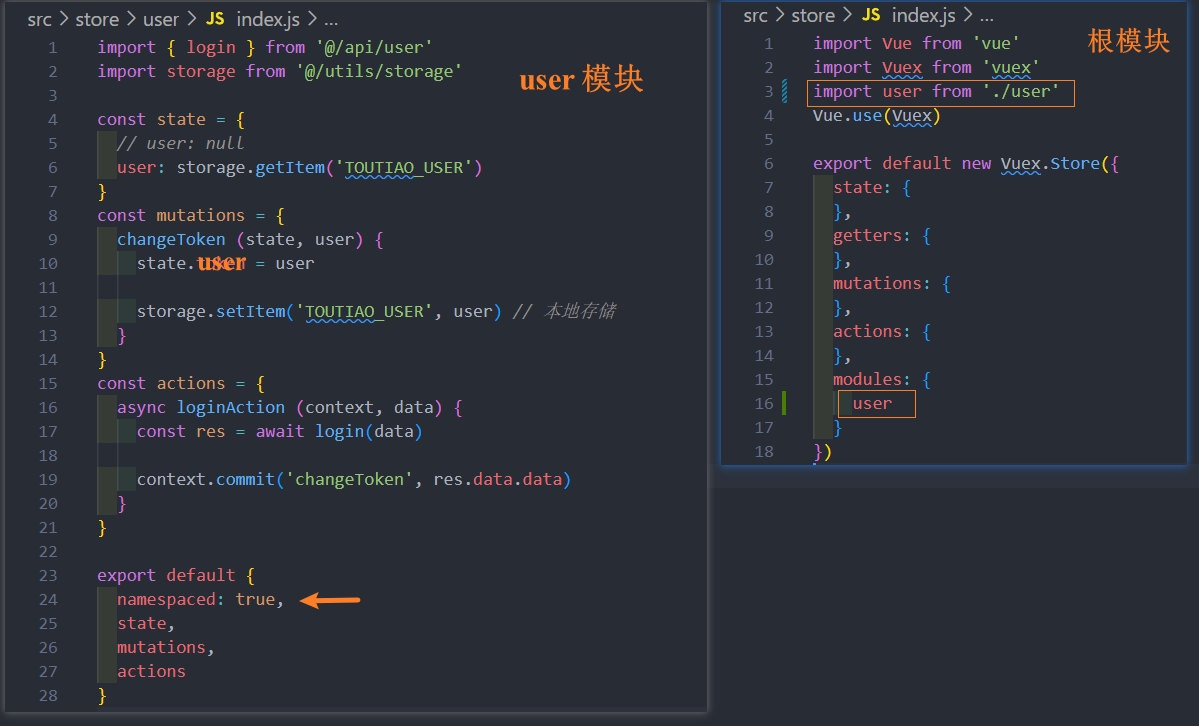 src > store > user > JS index.js > ...
user 模块
1 import { login } from '@/api/user'
2 import storage from '@/utils/storage'
3
4 const state = {
5 // user: null
6 user: storage.getItem('TOUTIAO_USER')
7 }
8 const mutations = {
9 changeToken (state, user) {
10 state.user = user
11
12 storage.setItem('TOUTIAO_USER', user) // 本地存储
13 }
14 }
15 const actions = {
16 async loginAction (context, data) {
17 const res = await login(data)
18
19 context.commit('changeToken', res.data.data)
20 }
21 }
22
23 export default {
24 namespaced: true,
25 state,
26 mutations,
27 actions
28 }
src > store > JS index.js > ...
根模块
1 import Vue from 'vue'
2 import Vuex from 'vuex'
3 import user from './user'
4 Vue.use(Vuex)
5
6 export default new Vuex.Store({
7 state: {
8 },
9 getters: {
10 },
11 mutations: {
12 },
13 actions: {
14 },
15 modules: {
16 user
17 }
18 })